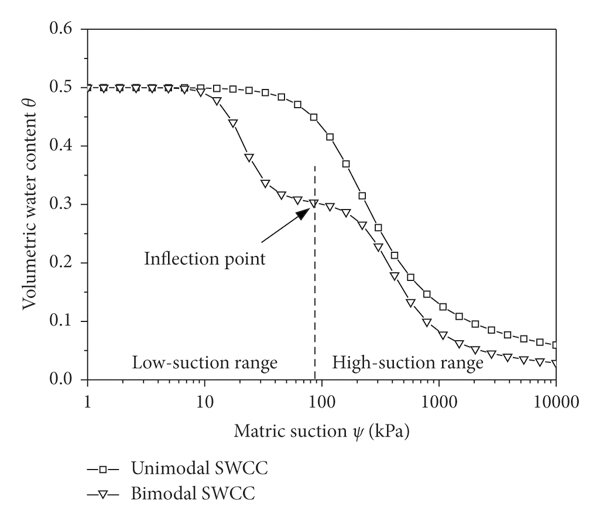 0.6
0.5
0.4
0.3
0.2
0.1
0.0
Volumetric water content θ
Inflection point
Low-suction range
High-suction range
1
10
100
1000
10000
Matric suction ψ (kPa)
Unimodal SWCC
Bimodal SWCC